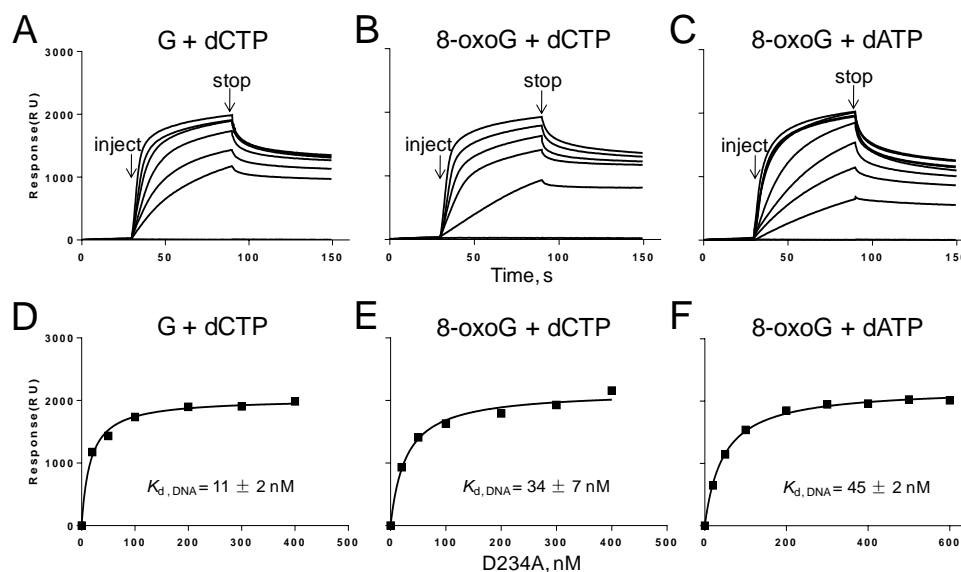 A
G + dCTP
B
8-oxoG + dCTP
C
8-oxoG + dATP
Response(RU)
3000
2000
1000
0
inject
stop
0 50 100 150
inject
stop
0 50 100 150
inject
stop
0 50 100 150
Time, s
D
G + dCTP
E
8-oxoG + dCTP
F
8-oxoG + dATP
Response(RU)
3000
2000
1000
0
Kd,DNA = 11 ± 2 nM
0 100 200 300 400 500
Kd,DNA = 34 ± 7 nM
0 100 200 300 400 500
Kd,DNA = 45 ± 2 nM
0 200 400 600
D234A, nM